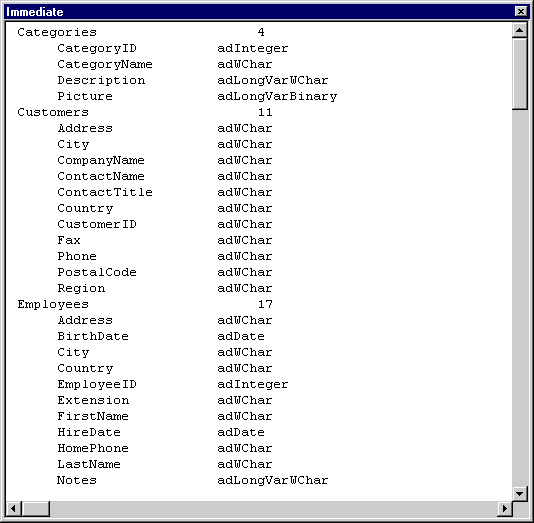 Immediate
Categories 4
CategoryID adInteger
CategoryName adWChar
Description adLongVarWChar
Picture adLongVarBinary
Customers 11
Address adWChar
City adWChar
CompanyName adWChar
ContactName adWChar
ContactTitle adWChar
Country adWChar
CustomerID adWChar
Fax adWChar
Phone adWChar
PostalCode adWChar
Region adWChar
Employees 17
Address adWChar
BirthDate adDate
City adWChar
Country adWChar
EmployeeID adInteger
Extension adWChar
FirstName adWChar
HireDate adDate
HomePhone adWChar
LastName adWChar
Notes adLongVarWChar